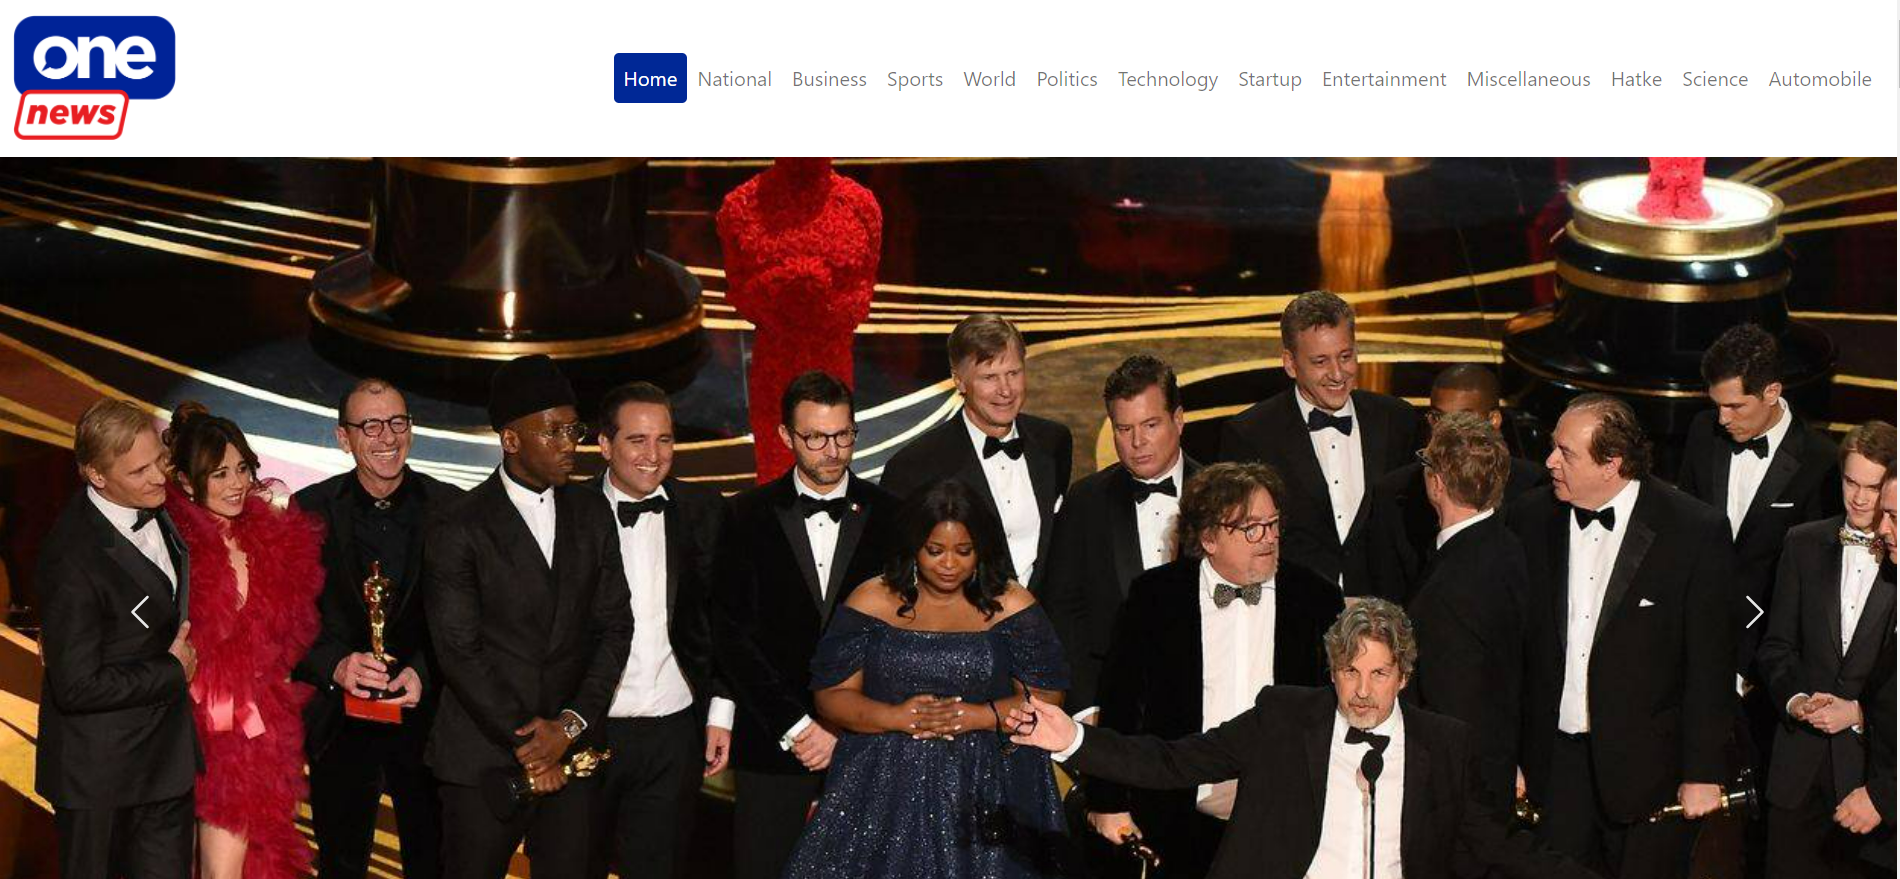 one
news
Home National Business Sports World Politics Technology Startup Entertainment Miscellaneous Hatke Science Automobile